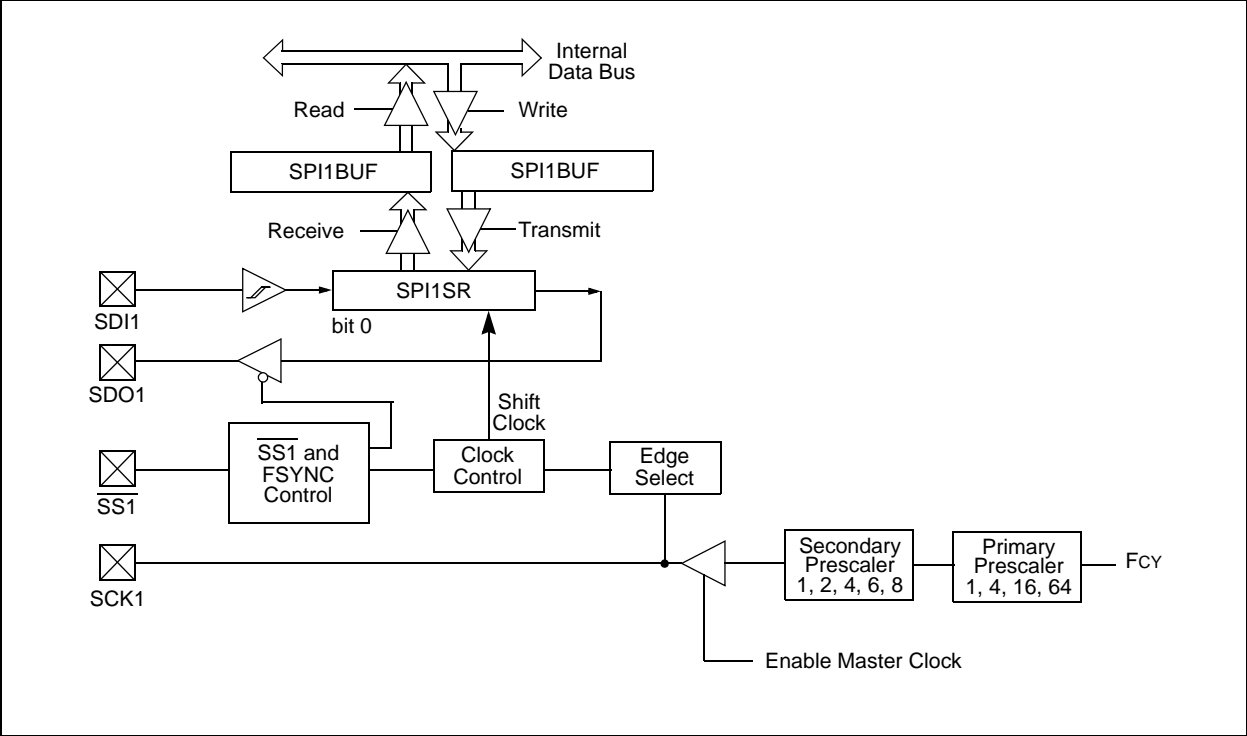 Internal
Data Bus
Read
Write
SPI1BUF
SPI1BUF
Receive
Transmit
SPI1SR
SDI1
bit 0
SDO1
Shift
Clock
SS1 and
FSYNC
Control
Clock
Control
Edge
Select
SS1
Secondary
Prescaler
1, 2, 4, 6, 8
Primary
Prescaler
1, 4, 16, 64
FCY
SCK1
Enable Master Clock